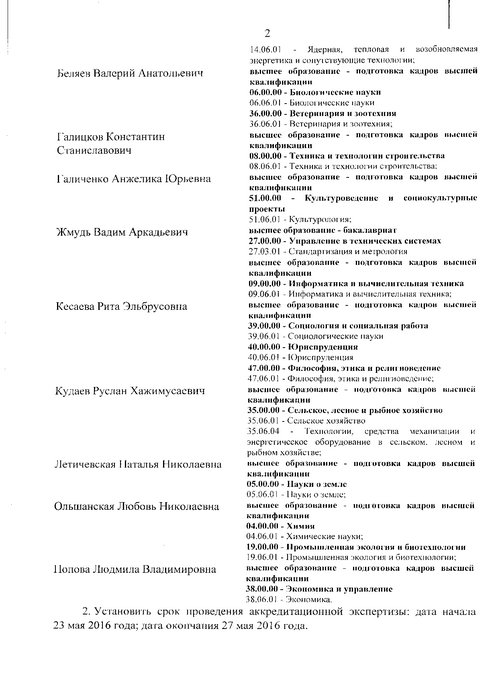 2
14.06.01 - Ядерная, тепловая и возобновляемая
энергетика и сопутствующие технологии;
Беляев Валерий Анатольевич
высшее образование - подготовка кадров высшей
квалификации
06.00.00 - Биологические науки
06.06.01 - Биологические науки
36.00.00 - Ветеринария и зоотехния
36.06.01 - Ветеринария и зоотехния;
Галицков Константин
Станиславович
высшее образование - подготовка кадров высшей
квалификации
08.00.00 - Техника и технологии строительства
08.06.01 - Техника и технологии строительства;
Галиченко Анжелика Юрьевна
высшее образование - подготовка кадров высшей
квалификации
51.00.00 - Культуроведение и социокультурные
проекты
51.06.01 - Культурология;
Жмудь Вадим Аркадьевич
высшее образование - бакалавриат
27.00.00 - Управление в технических системах
27.03.01 - Стандартизация и метрология
высшее образование - подготовка кадров высшей
квалификации
09.00.00 - Информатика и вычислительная техника
09.06.01 - Информатика и вычислительная техника;
Кесаева Рита Эльбрусовна
высшее образование - подготовка кадров высшей
квалификации
39.00.00 - Социология и социальная работа
39.06.01 - Социологические науки
40.00.00 - Юриспруденция
40.06.01 - Юриспруденция
47.00.00 - Философия, этика и религиоведение
47.06.01 - Философия, этика и религиоведение;
Кудаев Руслан Хажимусаевич
высшее образование - подготовка кадров высшей
квалификации
35.00.00 - Сельское, лесное и рыбное хозяйство
35.06.01 - Сельское хозяйство
35.06.04 - Технологии, средства механизации и
энергетическое оборудование в сельском, лесном и
рыбном хозяйстве;
Летичевская Наталья Николаевна
высшее образование - подготовка кадров высшей
квалификации
05.00.00 - Науки о земле
05.06.01 - Науки о земле;
Ольшанская Любовь Николаевна
высшее образование - подготовка кадров высшей
квалификации
04.00.00 - Химия
04.06.01 - Химические науки;
19.00.00 - Промышленная экология и биотехнологии
19.06.01 - Промышленная экология и биотехнологии;
Попова Людмила Владимировна
высшее образование - подготовка кадров высшей
квалификации
38.00.00 - Экономика и управление
38.06.01 - Экономика.
2. Установить срок проведения аккредитационной экспертизы: дата начала
23 мая 2016 года; дата окончания 27 мая 2016 года.